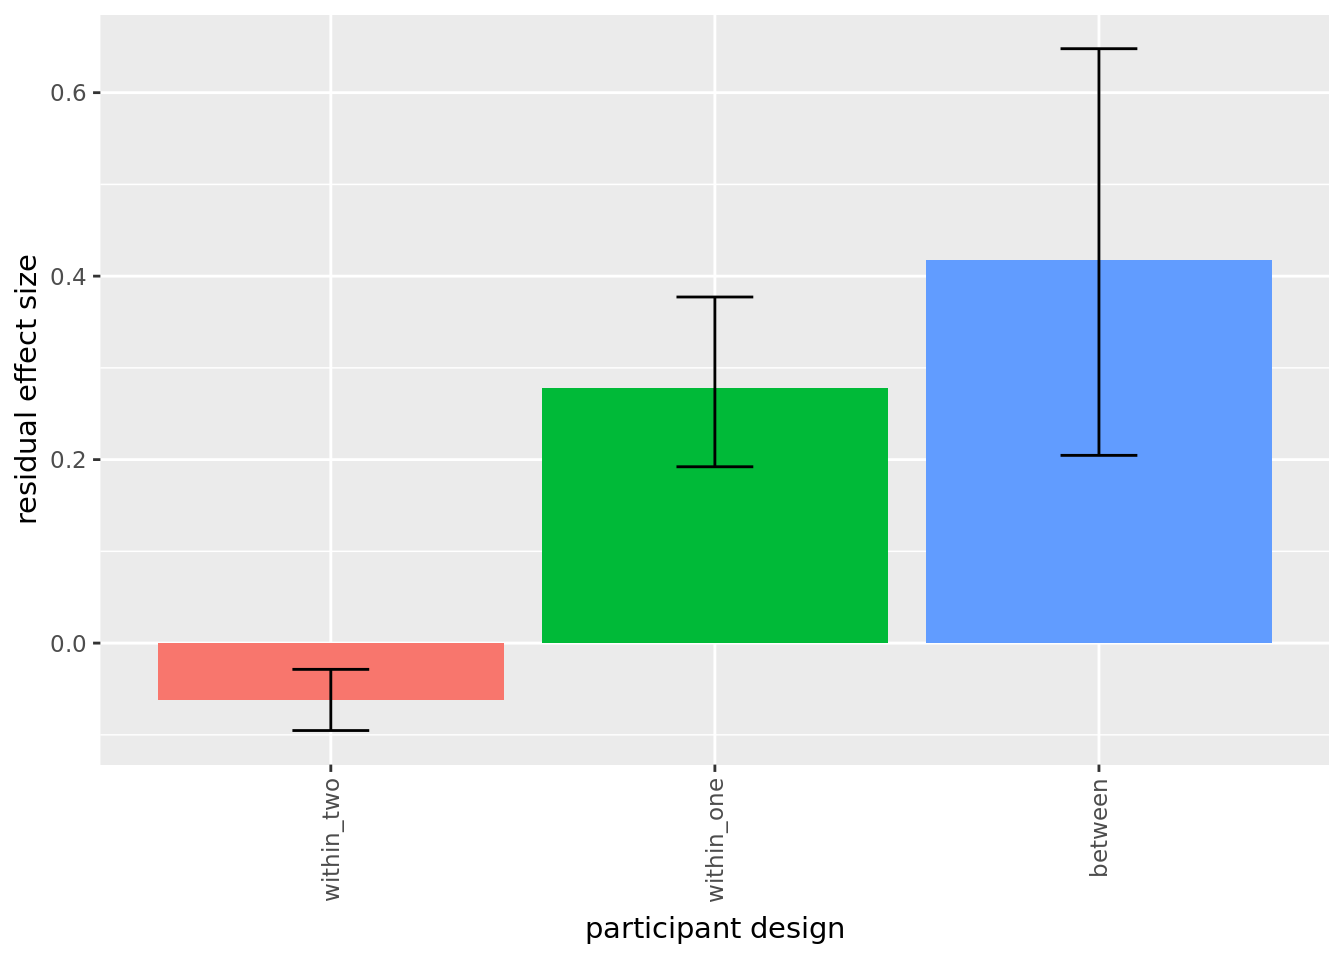 residual effect size
0.6
0.4
0.2
0.0
within_two
within_one
between
participant design